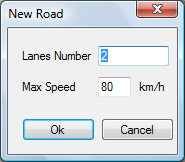 New Road
Lanes Number 2
Max Speed 80 km/h
Ok Cancel